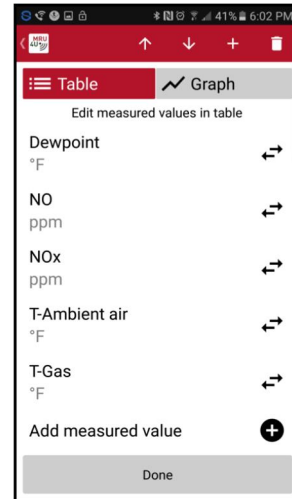 41% 6:02 PM
MRU
4U
Table
Graph
Edit measured values in table
Dewpoint
°F
NO
ppm
NOx
ppm
T-Ambient air
°F
T-Gas
°F
Add measured value
Done